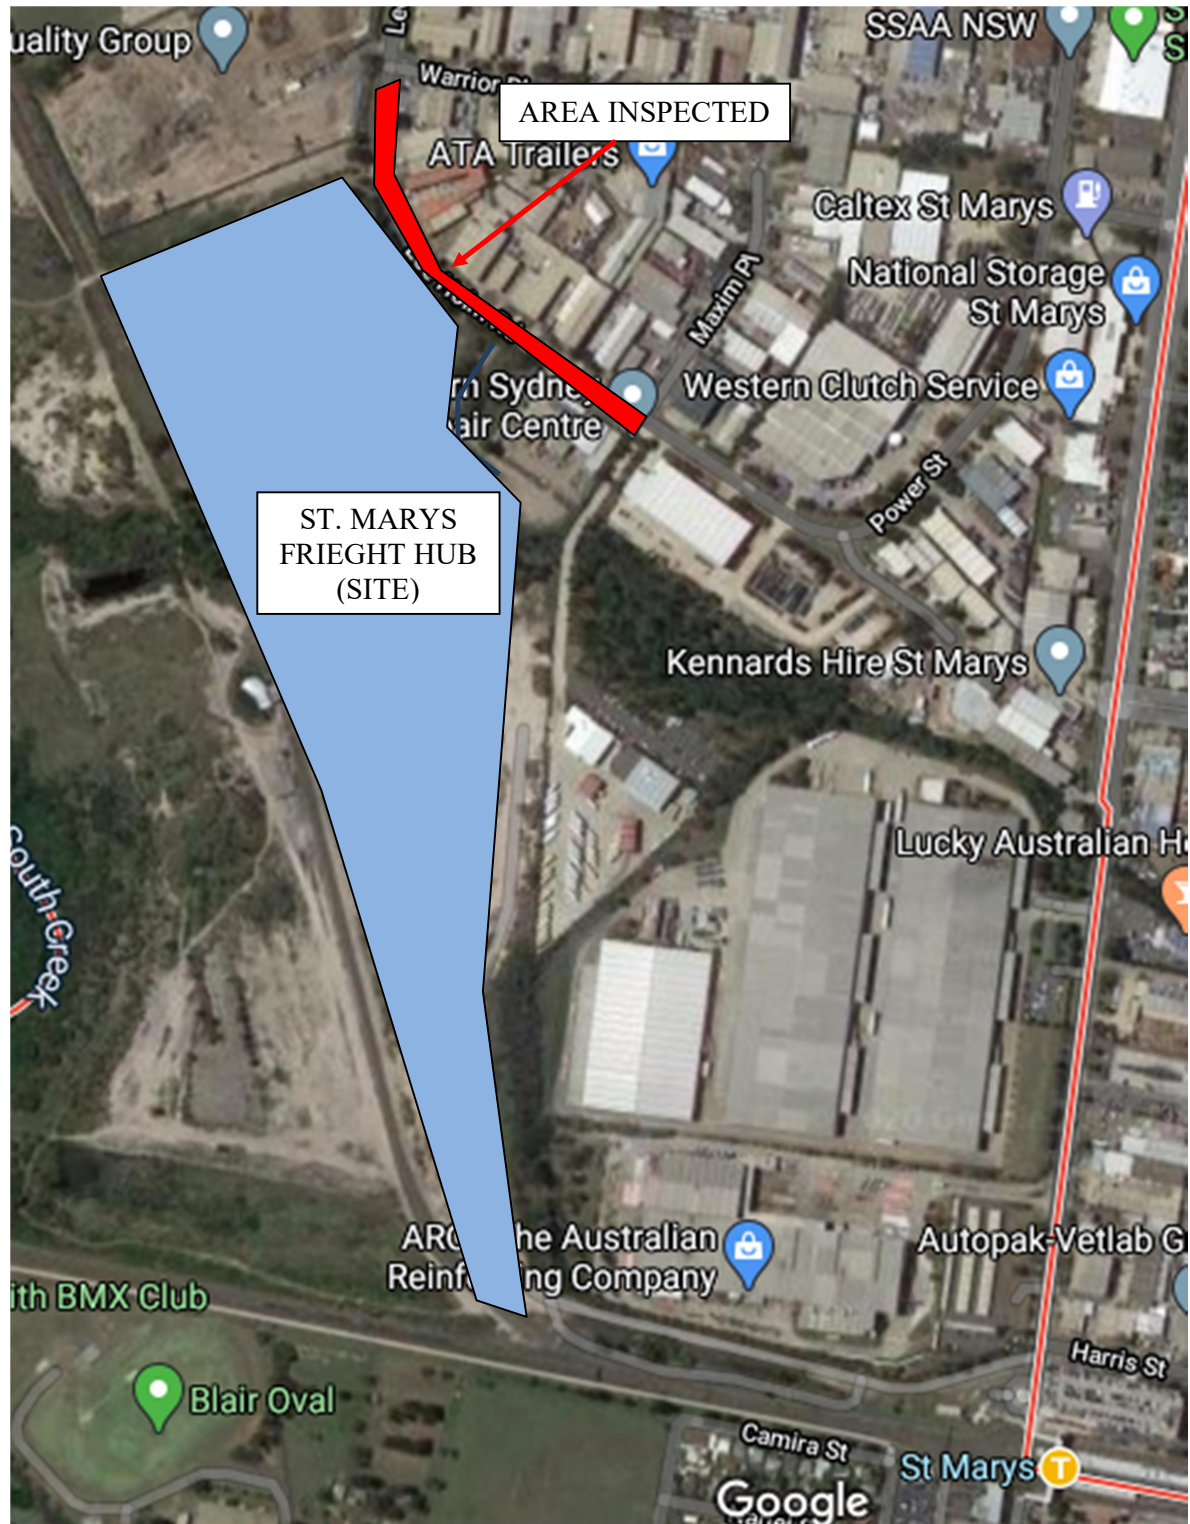 uality Group
SSAA NSW
Warrior
AREA INSPECTED
ATA Trailers
Caltex St Marys
National Storage
St Marys
Maxim Pl
rn Sydney
air Centre
Western Clutch Service
Power St
ST. MARYS
FRIEGHT HUB
(SITE)
Kennards Hire St Marys
Lucky Australian H
South Creek
ARC The Australian
Reinf ng Company
Autopak-Vetlab G
ith BMX Club
Harris St
Blair Oval
Camira St
St Marys
T
Google